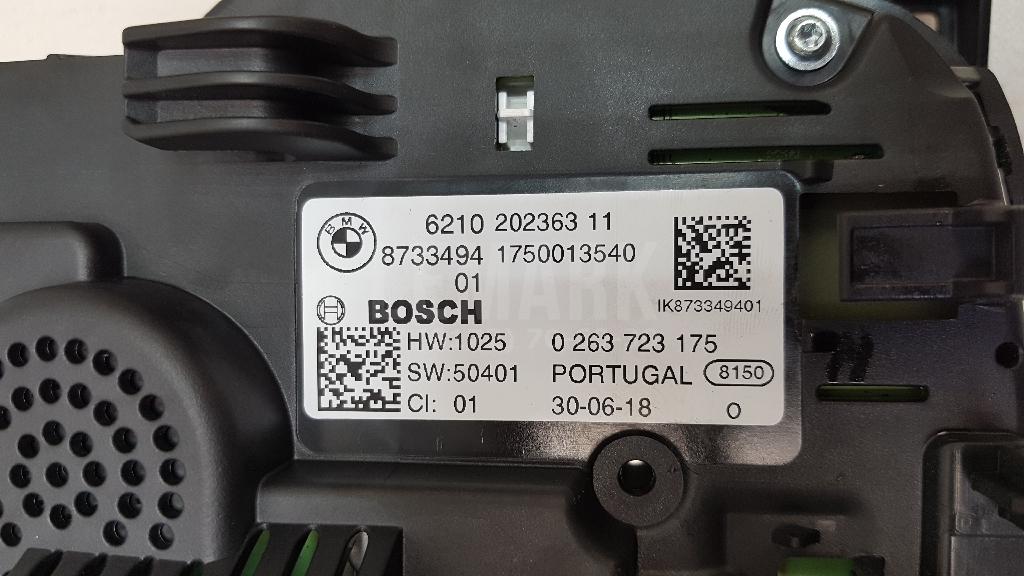 BMW
6210 202363 11
8733494 1750013540
01
IK873349401
BOSCH
HW:1025 0 263 723 175
SW:50401 PORTUGAL 8150
CI: 01 30-06-18 O